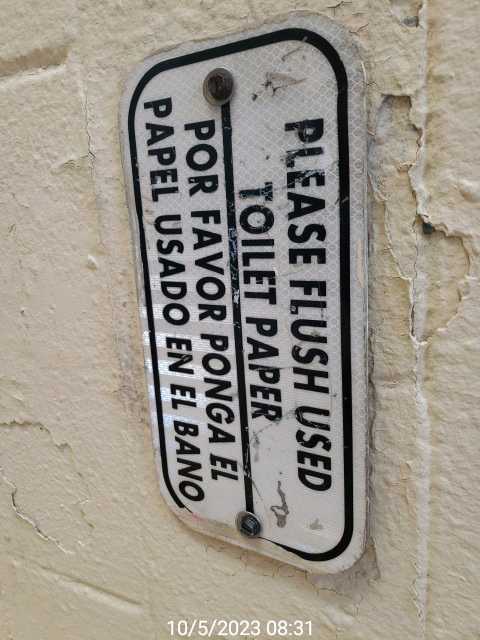 PLEASE FLUSH USED
TOILET PAPER
POR FAVOR PONGA EL
PAPEL USADO EN EL BANO
10/5/2023 08:31